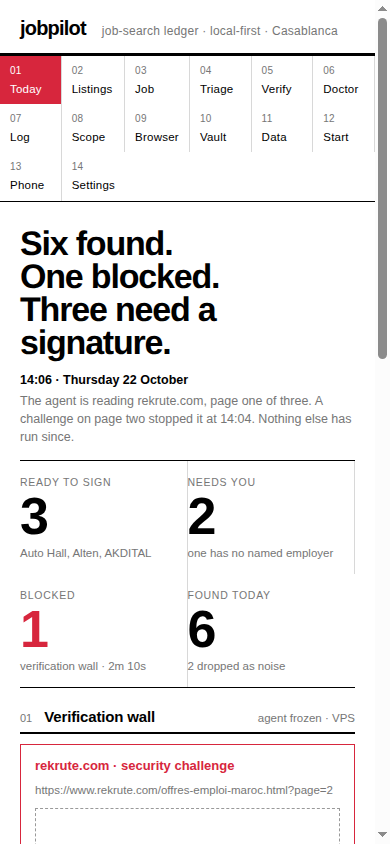 jobpilot job-search ledger · local-first · Casablanca
01 02 03 04 05 06
Today Listings Job Triage Verify Doctor
07 08 09 10 11 12
Log Scope Browser Vault Data Start
13 14
Phone Settings
Six found.
One blocked.
Three need a
signature.
14:06 · Thursday 22 October
The agent is reading rekrute.com, page one of three. A
challenge on page two stopped it at 14:04. Nothing else has
run since.
READY TO SIGN NEEDS YOU
3 2
Auto Hall, Alten, AKDITAL one has no named employer
BLOCKED FOUND TODAY
1 6
verification wall · 2m 10s 2 dropped as noise
01 Verification wall agent frozen · VPS
rekrute.com · security challenge
https://www.rekrute.com/offres-emploi-maroc.html?page=2